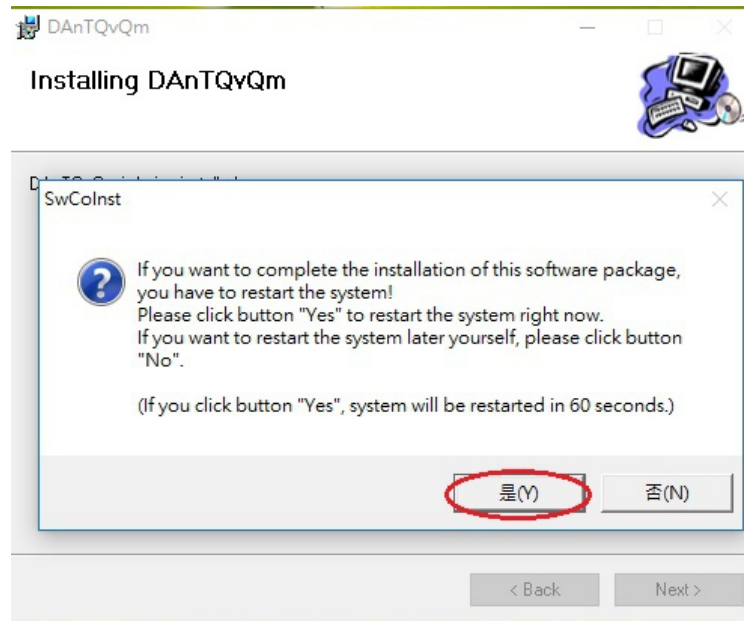 DAnTQvQm
Installing DAnTQvQm
SwCoInst
If you want to complete the installation of this software package,
you have to restart the system!
Please click button "Yes" to restart the system right now.
If you want to restart the system later yourself, please click button
"No".
(If you click button "Yes", system will be restarted in 60 seconds.)
是(Y)
否(N)
< Back
Next >